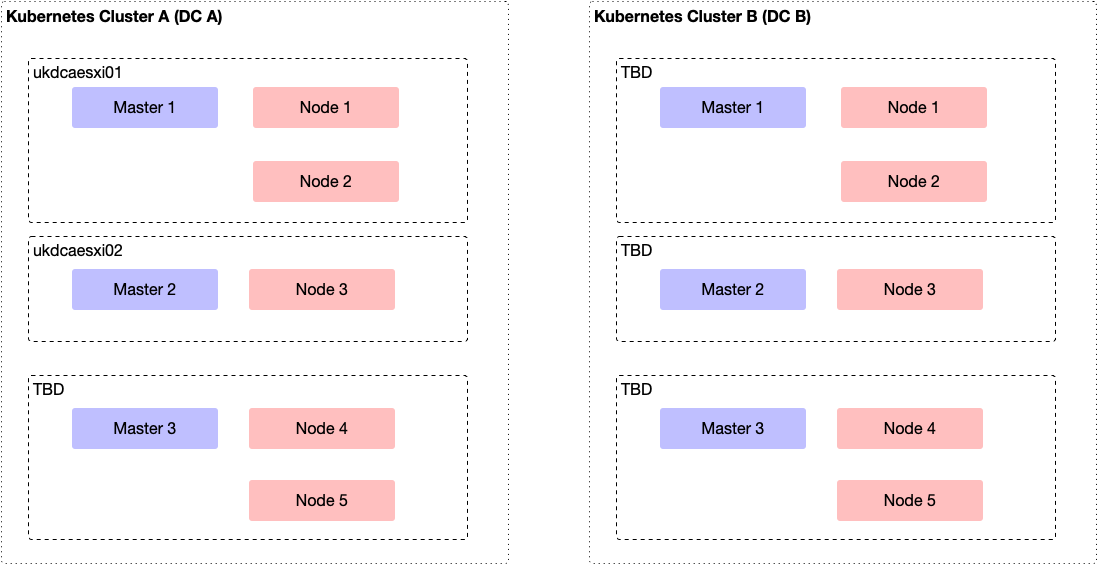 Kubernetes Cluster A (DC A)
ukdcaesxi01
Master 1
Node 1
Node 2
ukdcaesxi02
Master 2
Node 3
TBD
Master 3
Node 4
Node 5
Kubernetes Cluster B (DC B)
TBD
Master 1
Node 1
Node 2
TBD
Master 2
Node 3
TBD
Master 3
Node 4
Node 5